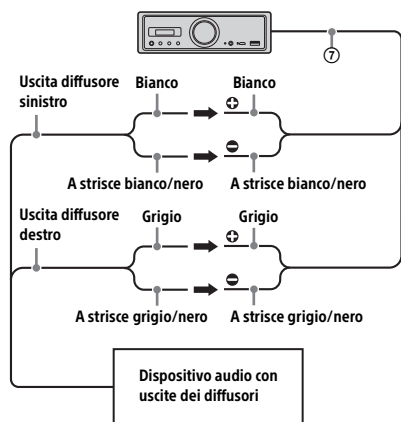 ⑦
Uscita diffusore
sinistro
Bianco
Bianco
A strisce bianco/nero
A strisce bianco/nero
Uscita diffusore
destro
Grigio
Grigio
A strisce grigio/nero
A strisce grigio/nero
Dispositivo audio con
uscite dei diffusori